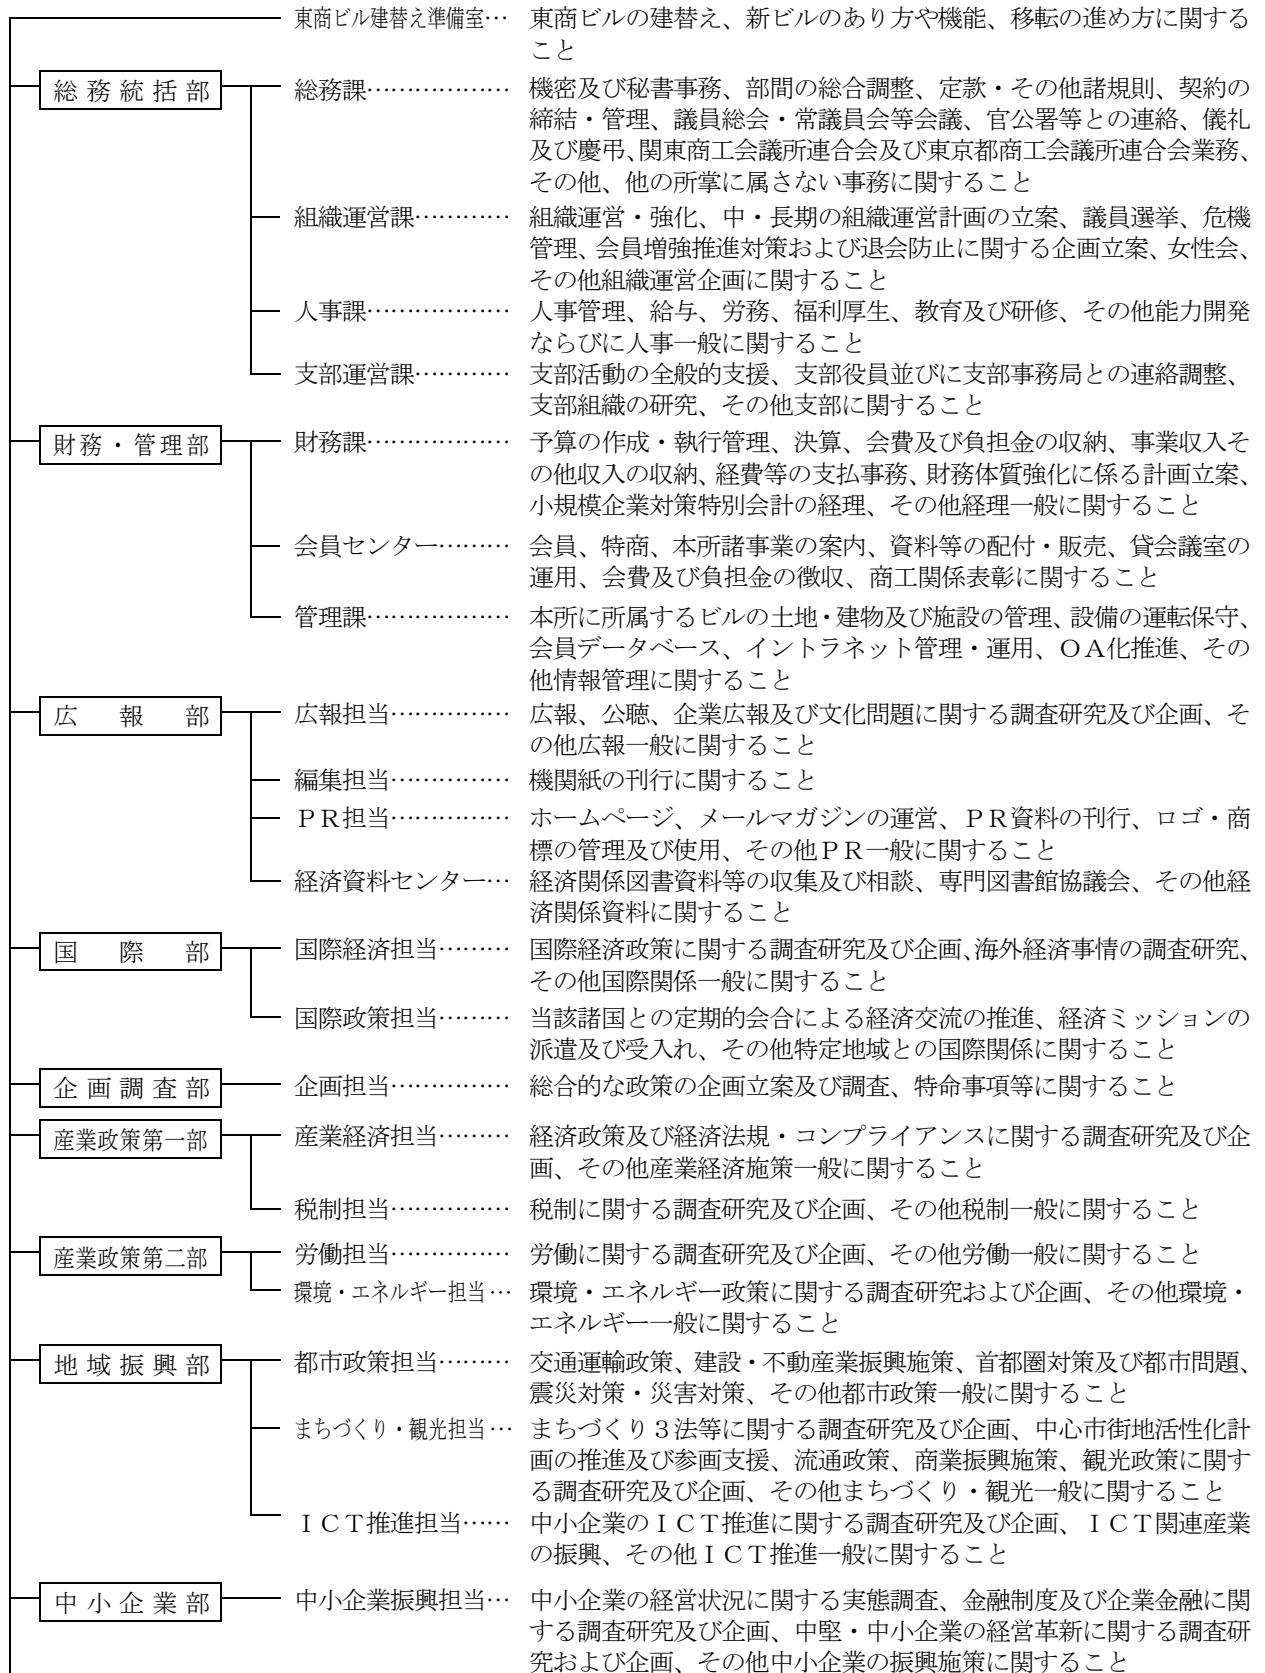 東商ビル建替え準備室… 東商ビルの建替え、新ビルのあり方や機能、移転の進め方に関する
こと
総務統括部 総務課……………… 機密及び秘書事務、部間の総合調整、定款・その他諸規則、契約の
締結・管理、議員総会・常議員会等会議、官公署等との連絡、儀礼
及び慶弔、関東商工会議所連合会及び東京都商工会議所連合会業務、
その他、他の所掌に属さない事務に関すること
組織運営課………… 組織運営・強化、中・長期の組織運営計画の立案、議員選挙、危機
管理、会員増強推進対策および退会防止に関する企画立案、女性会、
その他組織運営企画に関すること
人事課……………… 人事管理、給与、労務、福利厚生、教育及び研修、その他能力開発
ならびに人事一般に関すること
支部運営課………… 支部活動の全般的支援、支部役員並びに支部事務局との連絡調整、
支部組織の研究、その他支部に関すること
財務・管理部 財務課……………… 予算の作成・執行管理、決算、会費及び負担金の収納、事業収入そ
の他収入の収納、経費等の支払事務、財務体質強化に係る計画立案、
小規模企業対策特別会計の経理、その他経理一般に関すること
会員センター……… 会員、特商、本所諸事業の案内、資料等の配付・販売、貸会議室の
運用、会費及び負担金の徴収、商工関係表彰に関すること
管理課……………… 本所に所属するビルの土地・建物及び施設の管理、設備の運転保守、
会員データベース、イントラネット管理・運用、OA化推進、その
他情報管理に関すること
広報部 広報担当…………… 広報、公聴、企業広報及び文化問題に関する調査研究及び企画、そ
の他広報一般に関すること
編集担当…………… 機関紙の刊行に関すること
PR担当…………… ホームページ、メールマガジンの運営、PR資料の刊行、ロゴ・商
標の管理及び使用、その他PR一般に関すること
経済資料センター… 経済関係図書資料等の収集及び相談、専門図書館協議会、その他経
済関係資料に関すること
国際部 国際経済担当……… 国際経済政策に関する調査研究及び企画、海外経済事情の調査研究、
その他国際関係一般に関すること
国際政策担当……… 当該諸国との定期的会合による経済交流の推進、経済ミッションの
派遣及び受入れ、その他特定地域との国際関係に関すること
企画調査部 企画担当…………… 総合的な政策の企画立案及び調査、特命事項等に関すること
産業政策第一部 産業経済担当……… 経済政策及び経済法規・コンプライアンスに関する調査研究及び企
画、その他産業経済施策一般に関すること
税制担当…………… 税制に関する調査研究及び企画、その他税制一般に関すること
産業政策第二部 労働担当…………… 労働に関する調査研究及び企画、その他労働一般に関すること
環境・エネルギー担当… 環境・エネルギー政策に関する調査研究および企画、その他環境・
エネルギー一般に関すること
地域振興部 都市政策担当……… 交通運輸政策、建設・不動産業振興施策、首都圏対策及び都市問題、
震災対策・災害対策、その他都市政策一般に関すること
まちづくり・観光担当… まちづくり3法等に関する調査研究及び企画、中心市街地活性化計
画の推進及び参画支援、流通政策、商業振興施策、観光政策に関す
る調査研究及び企画、その他まちづくり・観光一般に関すること
ICT推進担当…… 中小企業のICT推進に関する調査研究及び企画、ICT関連産業
の振興、その他ICT推進一般に関すること
中小企業部 中小企業振興担当… 中小企業の経営状況に関する実態調査、金融制度及び企業金融に関
する調査研究及び企画、中堅・中小企業の経営革新に関する調査研
究および企画、その他中小企業の振興施策に関すること